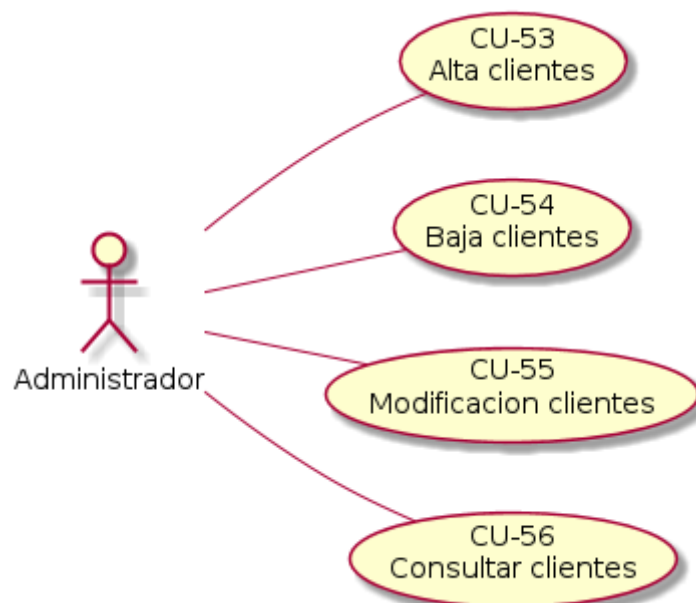 CU-53
Alta clientes
CU-54
Baja clientes
Administrador
CU-55
Modificacion clientes
CU-56
Consultar clientes